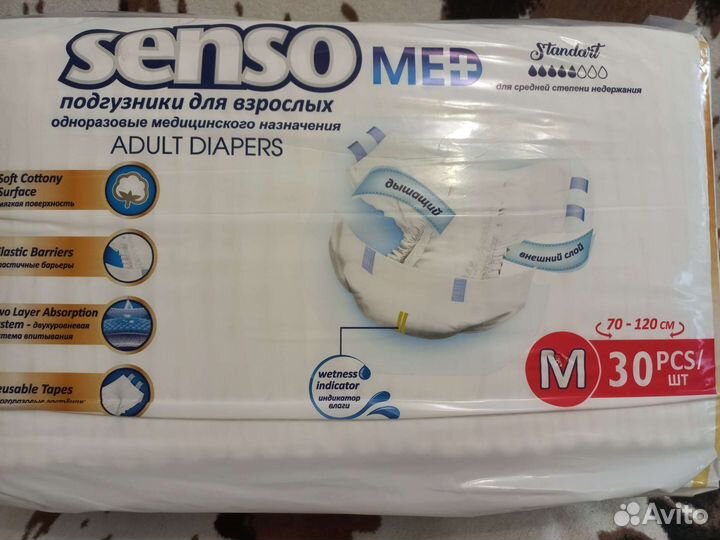 senso MED
Standart
для средней степени недержания
подгузники для взрослых
одноразовые медицинского назначения
ADULT DIAPERS
Soft Cottony
Surface
мягкая поверхность
дышащий
внешний слой
Elastic Barriers
эластичные барьеры
Two Layer Absorption
System - двухуровневая
система впитывания
70 - 120 см
M 30 PCS/
ШТ
wetness
indicator
индикатор
влаги
Reusable Tapes
Avito